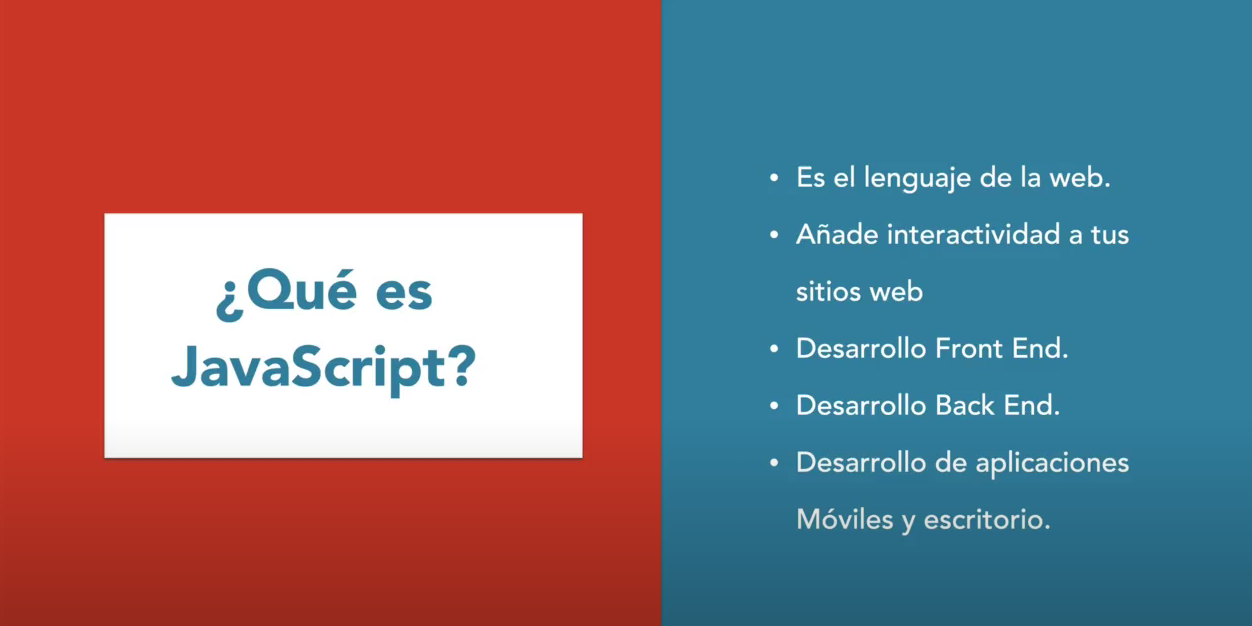 ¿Qué es
JavaScript?
• Es el lenguaje de la web.
• Añade interactividad a tus
sitios web
• Desarrollo Front End.
• Desarrollo Back End.
• Desarrollo de aplicaciones
Móviles y escritorio.